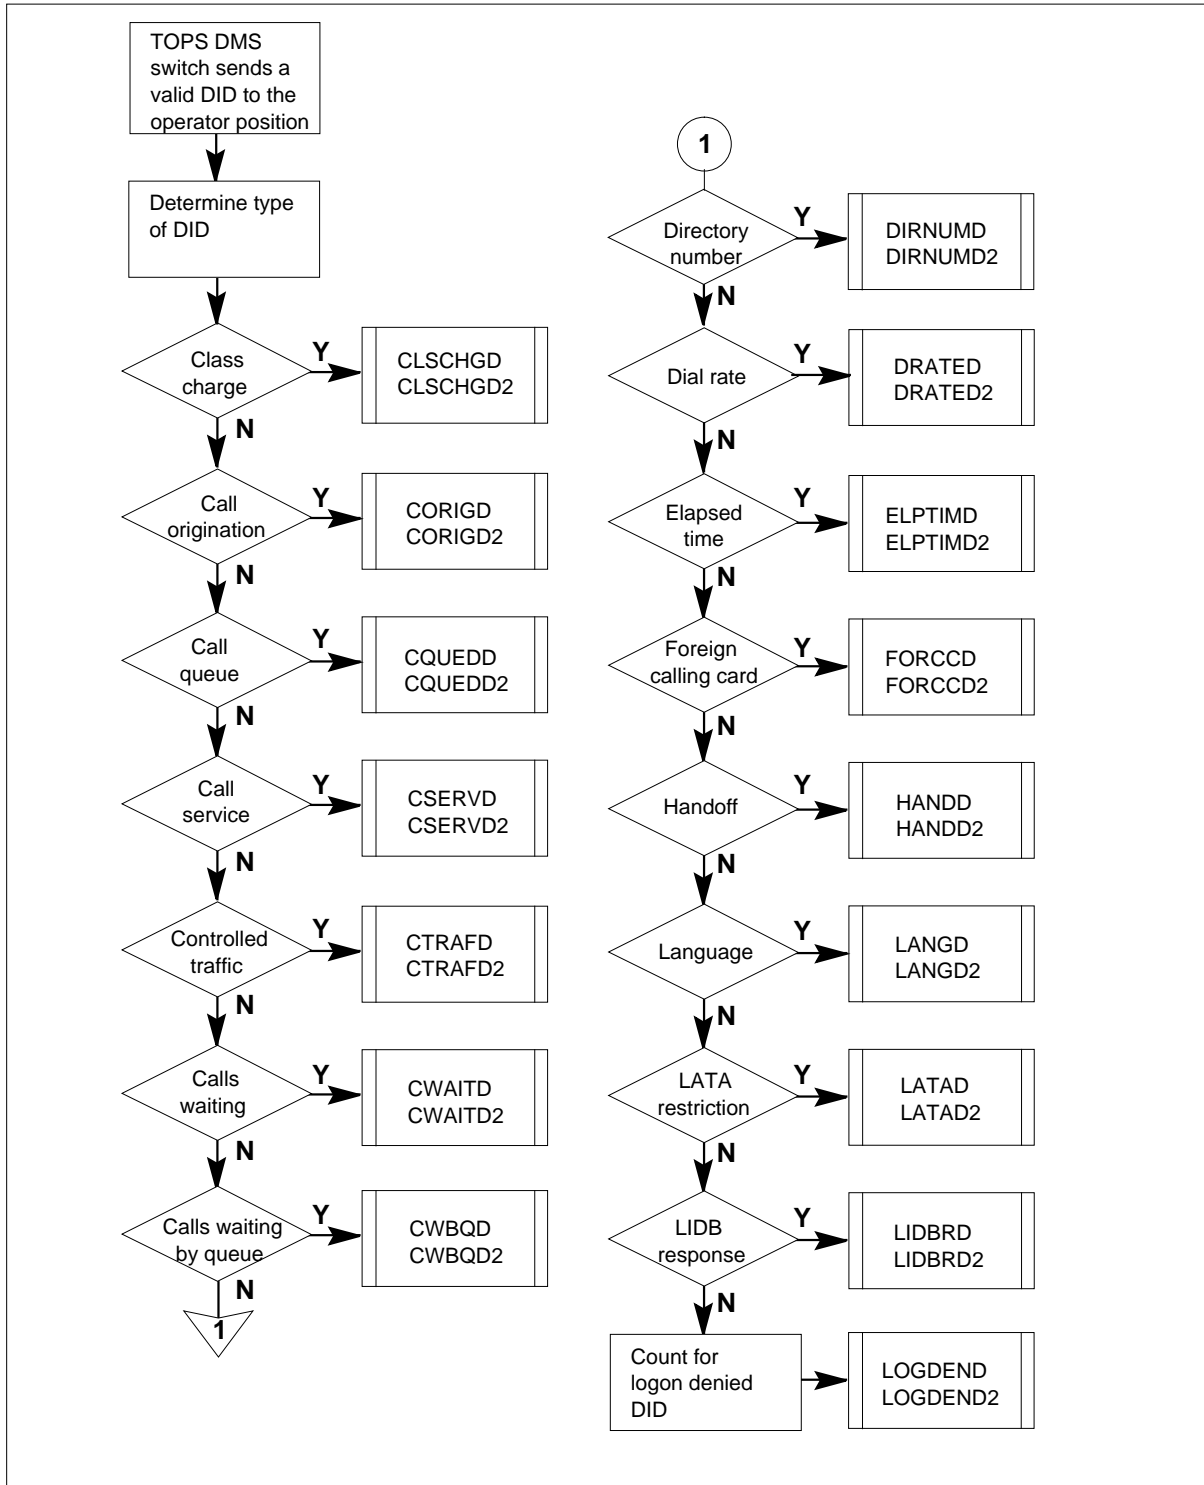 TOPS DMS
switch sends a
valid DID to the
operator position
Determine type
of DID
Class
charge
Y
CLSCHGD
CLSCHGD2
N
Call
origination
Y
CORIGD
CORIGD2
N
Call
queue
Y
CQUEDD
CQUEDD2
N
Call
service
Y
CSERVD
CSERVD2
N
Controlled
traffic
Y
CTRAFD
CTRAFD2
N
Calls
waiting
Y
CWAITD
CWAITD2
N
Calls waiting
by queue
Y
CWBQD
CWBQD2
N
1
1
Directory
number
Y
DIRNUMD
DIRNUMD2
N
Dial rate
Y
DRATED
DRATED2
N
Elapsed
time
Y
ELPTIMD
ELPTIMD2
N
Foreign
calling card
Y
FORCCD
FORCCD2
N
Handoff
Y
HANDD
HANDD2
N
Language
Y
LANGD
LANGD2
N
LATA
restriction
Y
LATAD
LATAD2
N
LIDB
response
Y
LIDBRD
LIDBRD2
N
Count for
logon denied
DID
LOGDEND
LOGDEND2